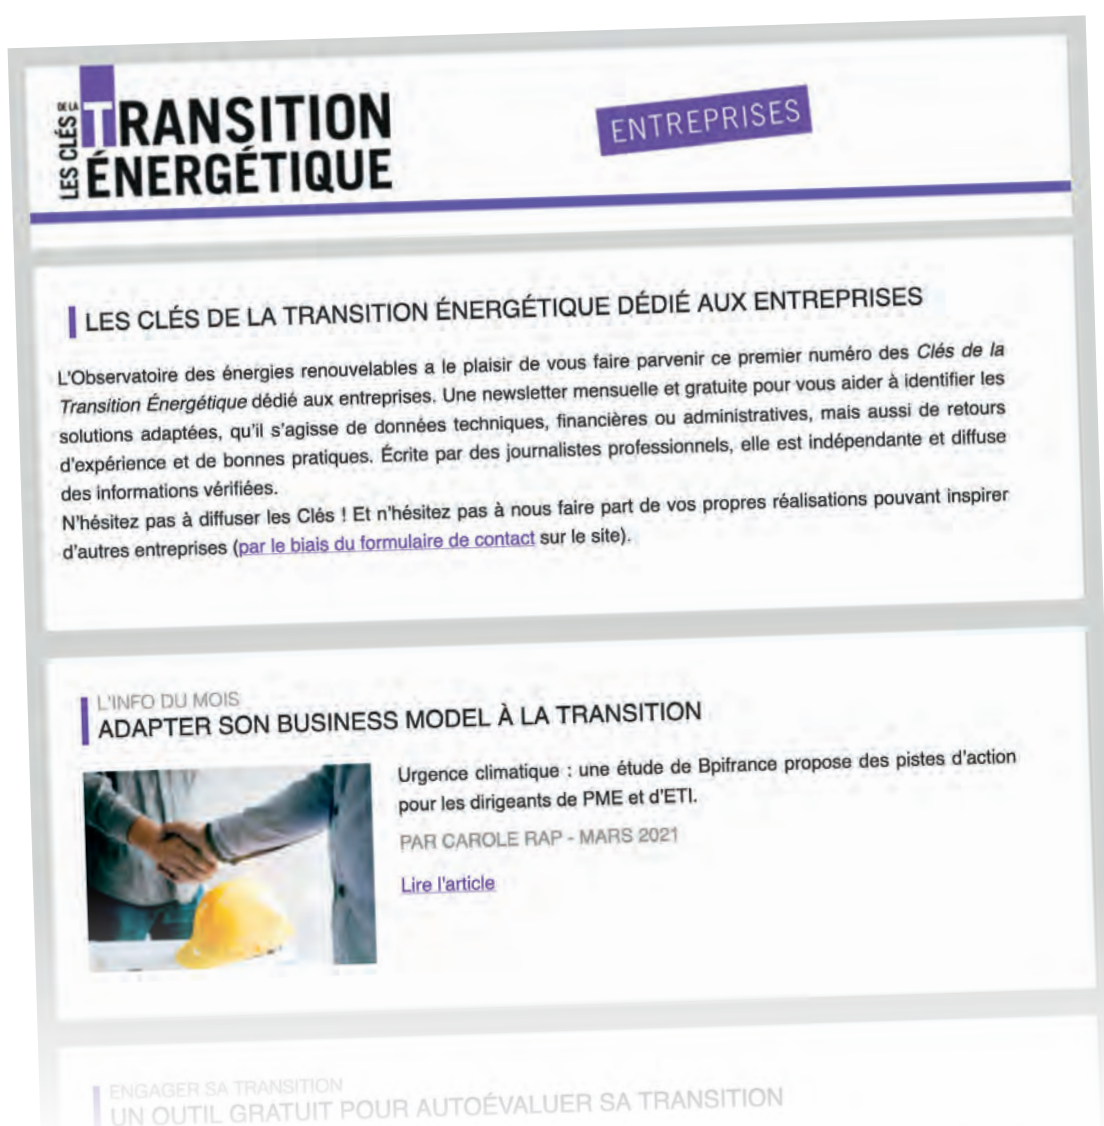 LES CLÉS DE LA TRANSITION
ÉNERGÉTIQUE
ENTREPRISES
LES CLÉS DE LA TRANSITION ÉNERGÉTIQUE DÉDIÉ AUX ENTREPRISES
L'Observatoire des énergies renouvelables a le plaisir de vous faire parvenir ce premier numéro des Clés de la
Transition Énergétique dédié aux entreprises. Une newsletter mensuelle et gratuite pour vous aider à identifier les
solutions adaptées, qu'il s'agisse de données techniques, financières ou administratives, mais aussi de retours
d'expérience et de bonnes pratiques. Écrite par des journalistes professionnels, elle est indépendante et diffuse
des informations vérifiées.
N'hésitez pas à diffuser les Clés ! Et n'hésitez pas à nous faire part de vos propres réalisations pouvant inspirer
d'autres entreprises (par le biais du formulaire de contact sur le site).
L'INFO DU MOIS
ADAPTER SON BUSINESS MODEL À LA TRANSITION
Urgence climatique : une étude de Bpifrance propose des pistes d'action
pour les dirigeants de PME et d'ETI.
PAR CAROLE RAP - MARS 2021
Lire l'article
ENGAGER SA TRANSITION
UN OUTIL GRATUIT POUR AUTOÉVALUER SA TRANSITION